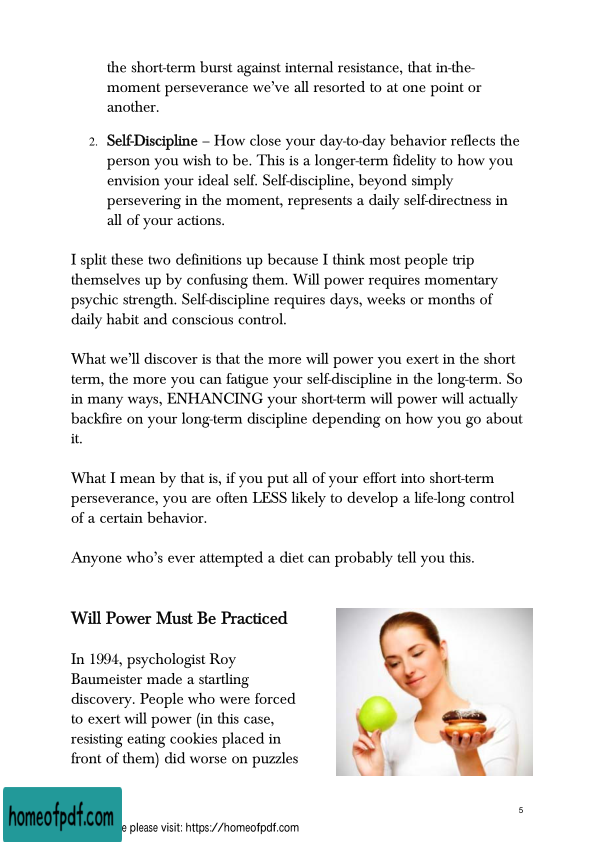 the short-term burst against internal resistance, that in-the-
moment perseverance we’ve all resorted to at one point or
another.
2. Self-Discipline – How close your day-to-day behavior reflects the
person you wish to be. This is a longer-term fidelity to how you
envision your ideal self. Self-discipline, beyond simply
persevering in the moment, represents a daily self-directness in
all of your actions.
I split these two definitions up because I think most people trip
themselves up by confusing them. Will power requires momentary
psychic strength. Self-discipline requires days, weeks or months of
daily habit and conscious control.
What we’ll discover is that the more will power you exert in the short
term, the more you can fatigue your self-discipline in the long-term. So
in many ways, ENHANCING your short-term will power will actually
backfire on your long-term discipline depending on how you go about
it.
What I mean by that is, if you put all of your effort into short-term
perseverance, you are often LESS likely to develop a life-long control
of a certain behavior.
Anyone who’s ever attempted a diet can probably tell you this.
Will Power Must Be Practiced
In 1994, psychologist Roy
Baumeister made a startling
discovery. People who were forced
to exert will power (in this case,
resisting eating cookies placed in
front of them) did worse on puzzles
5
homeofpdf.com
please visit: https://homeofpdf.com